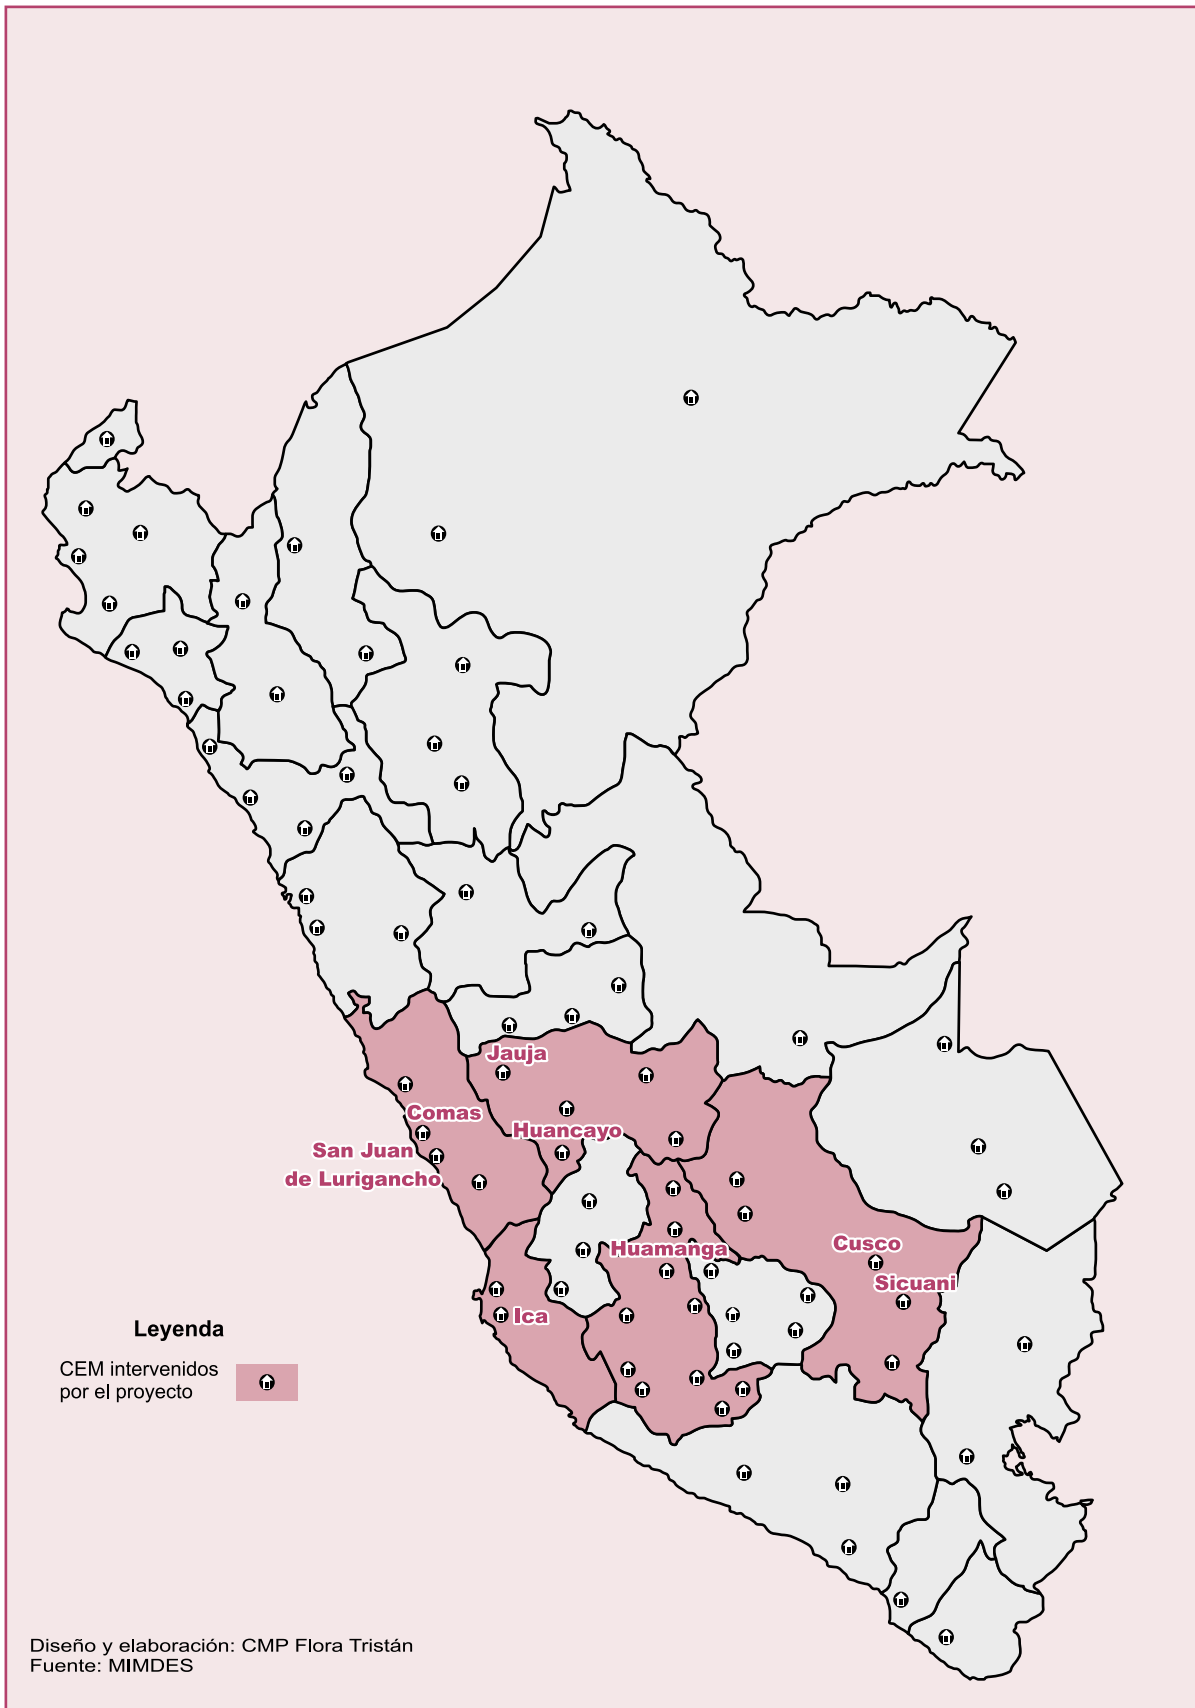 Jauja
Comas
Huancayo
San Juan
de Lurigancho
Huamanga
Cusco
Sicuani
Ica
Leyenda
CEM intervenidos
por el proyecto
Diseño y elaboración: CMP Flora Tristán
Fuente: MIMDES